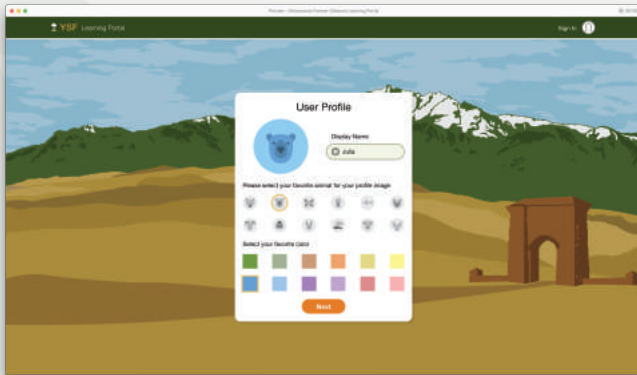 YSF Learning Portal
Sign In
User Profile
Display Name
Julia
Please select your favorite animal for your profile image
Select your favorite color
Next